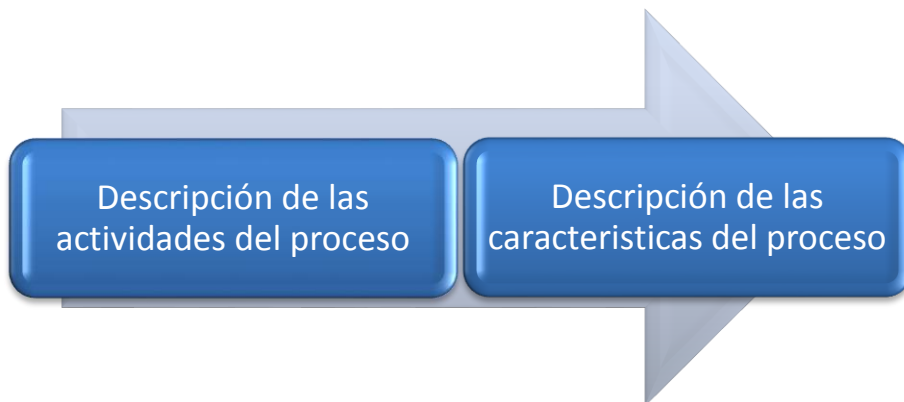 Descripción de las
actividades del proceso
Descripción de las
caracteristicas del proceso